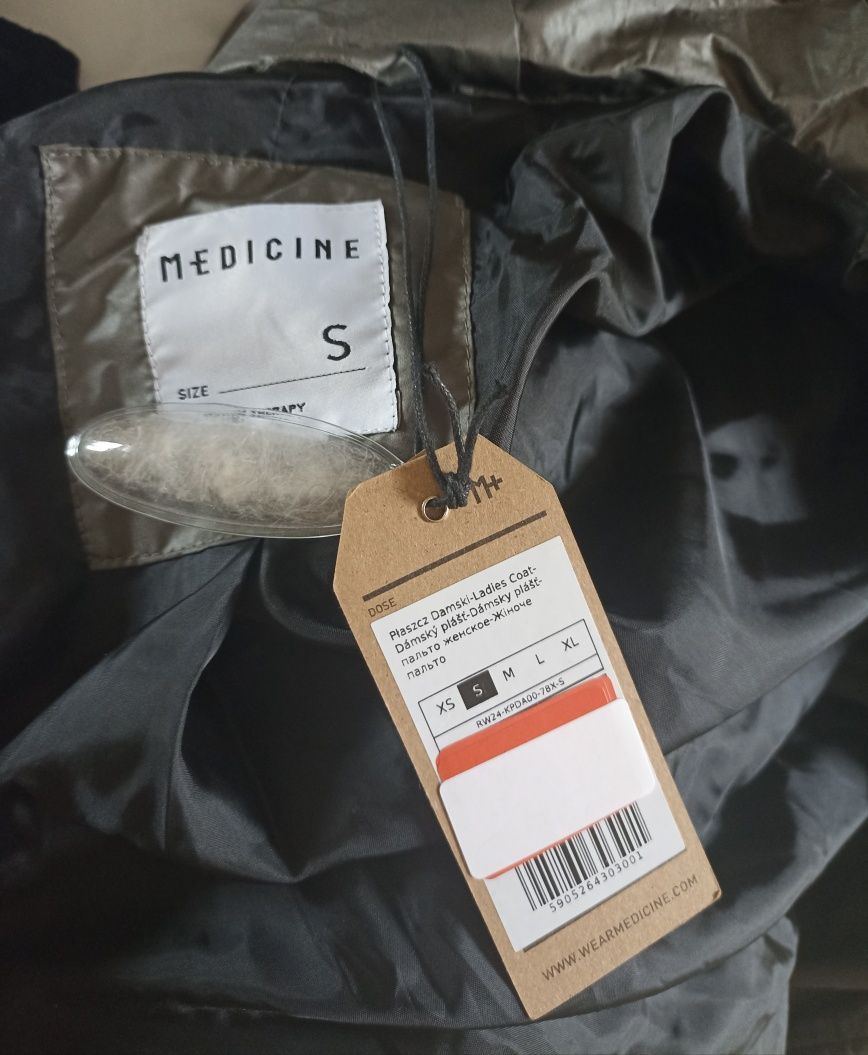 MEDICINE
S
SIZE
M+
DOSE
Płaszcz Damski-Ladies Coat-
Dámský plášť-Dámsky plášť-
пальто женское-Жіноче
пальто
XS S M L XL
RW24-KPDA00-78X-S
5905264303001
WWW.WEARMEDICINE.COM